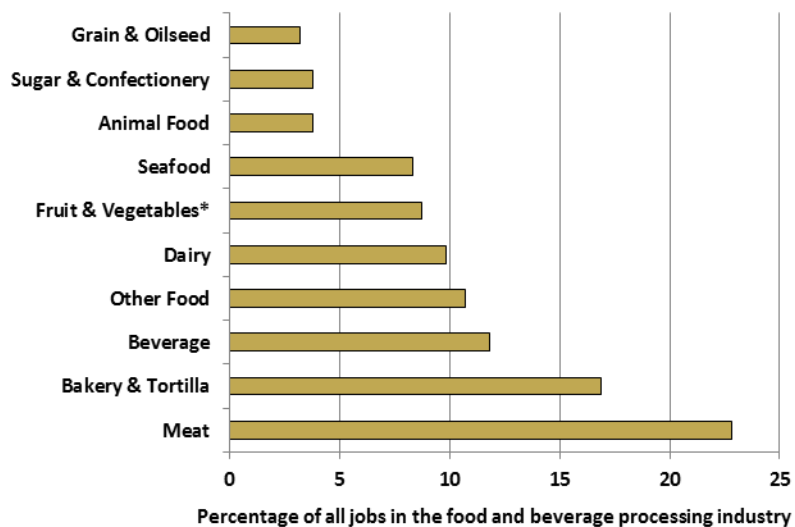 Grain & Oilseed
Sugar & Confectionery
Animal Food
Seafood
Fruit & Vegetables*
Dairy
Other Food
Beverage
Bakery & Tortilla
Meat
0 5 10 15 20 25
Percentage of all jobs in the food and beverage processing industry